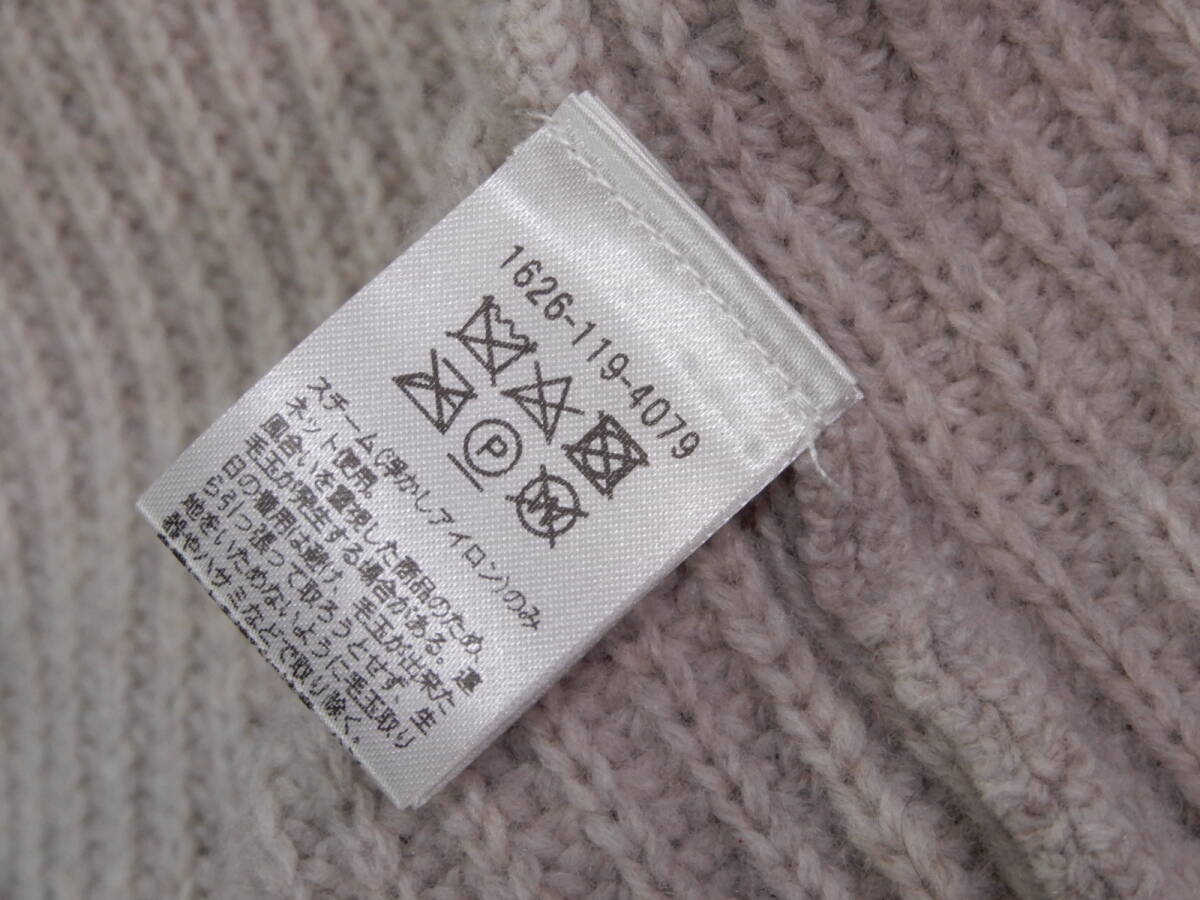 1626-119-4079
P
W
スチーム(浮かしアイロン)のみ
ネット使用。
風合いを重視した商品のため、
毛玉が発生する場合がある。連
日の着用は避け、毛玉が出来た
ら引っ張って取ろうとせず、生
地をいためないように毛玉取り
器やハサミなどで取り除く。